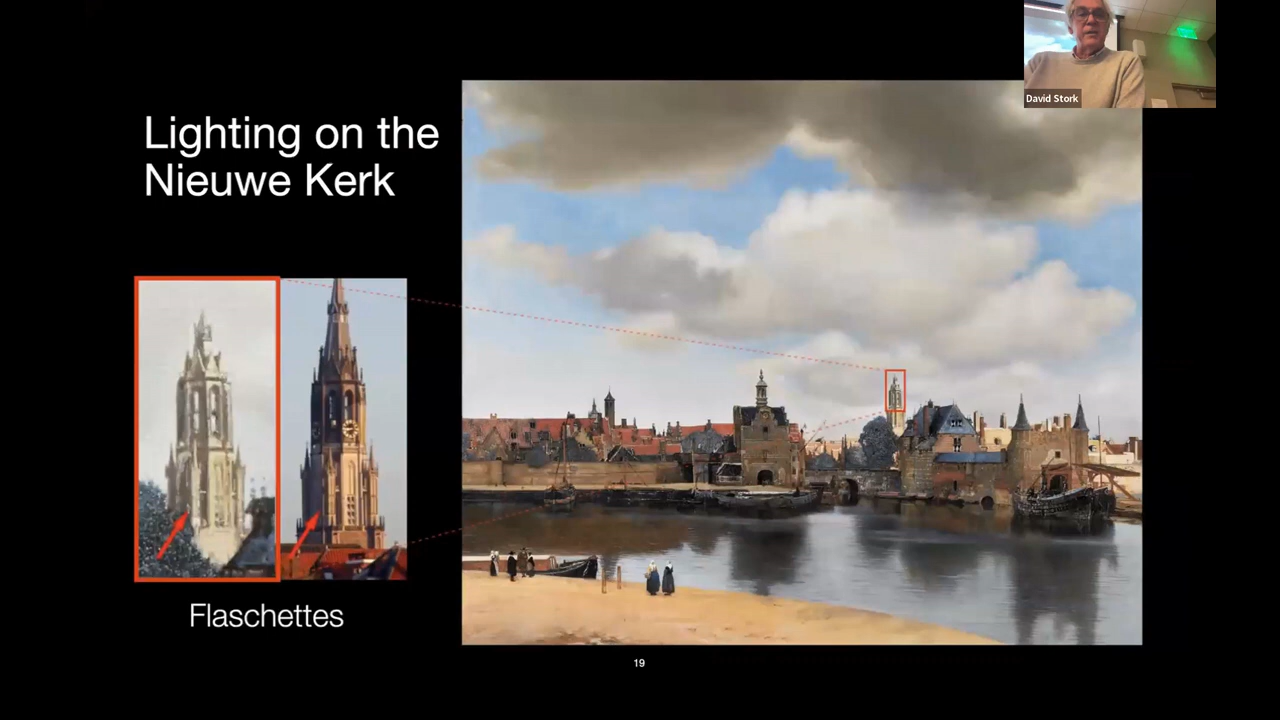 David Stork
Lighting on the
Nieuwe Kerk
Flaschettes
19